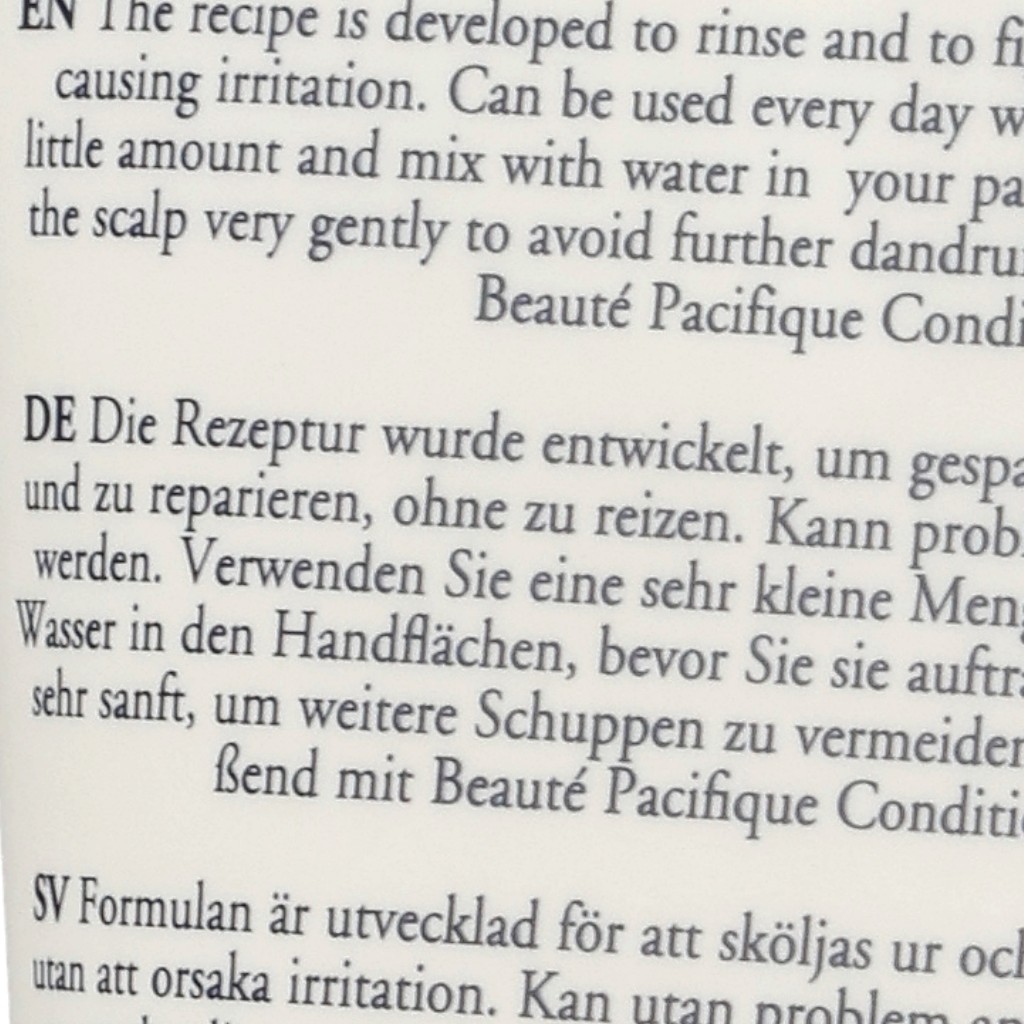 EN The recipe is developed to rinse and to
causing irritation. Can be used every day
little amount and mix with water in your
the scalp very gently to avoid further
Beauté Pacifique
DE Die Rezeptur wurde entwickelt, um
und zu reparieren, ohne zu reizen. Kann
werden. Verwenden Sie eine sehr kleine
Wasser in den Handflächen, bevor Sie sie
sehr sanft, um weitere Schuppen zu
ßend mit Beauté Pacifique
SV Formulan är utvecklad för att sköljas ur
utan att orsaka irritation. Kan utan problem